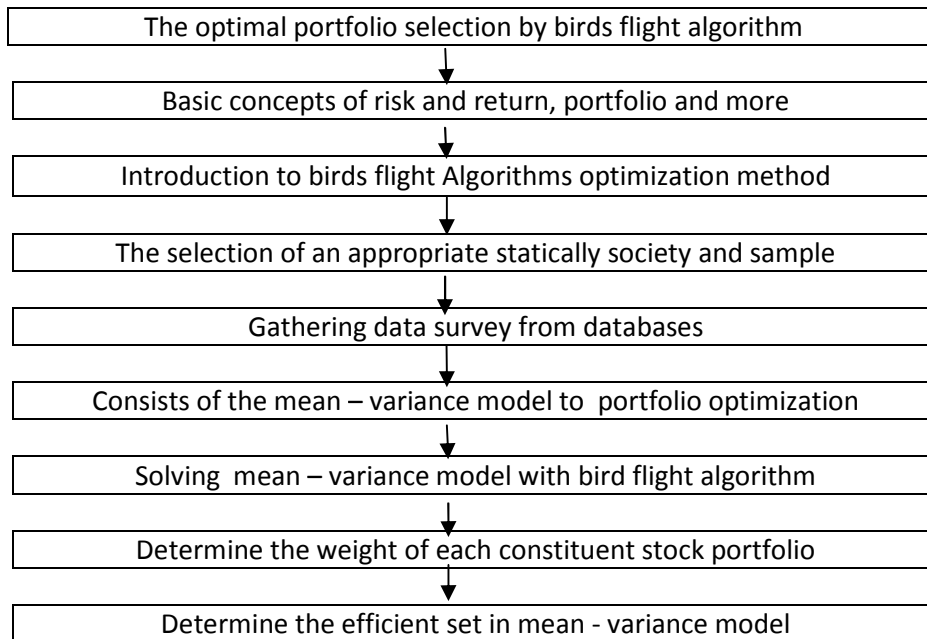 The optimal portfolio selection by birds flight algorithm
Basic concepts of risk and return, portfolio and more
Introduction to birds flight Algorithms optimization method
The selection of an appropriate statically society and sample
Gathering data survey from databases
Consists of the mean – variance model to  portfolio optimization
Solving  mean – variance model with bird flight algorithm
Determine the weight of each constituent stock portfolio
Determine the efficient set in mean - variance model